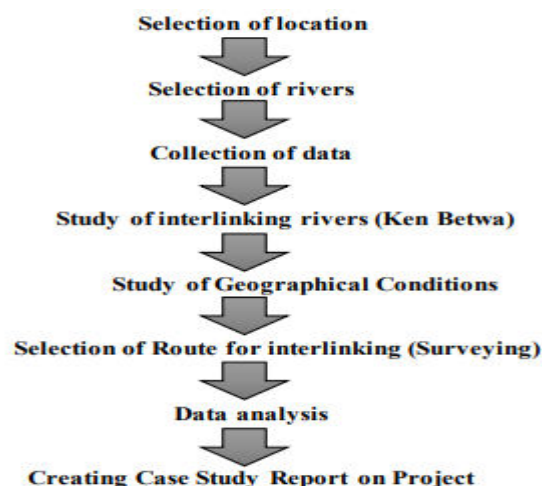 Selection of location
Selection of rivers
Collection of data
Study of interlinking rivers (Ken Betwa)
Study of Geographical Conditions
Selection of Route for interlinking (Surveying)
Data analysis
Creating Case Study Report on Project